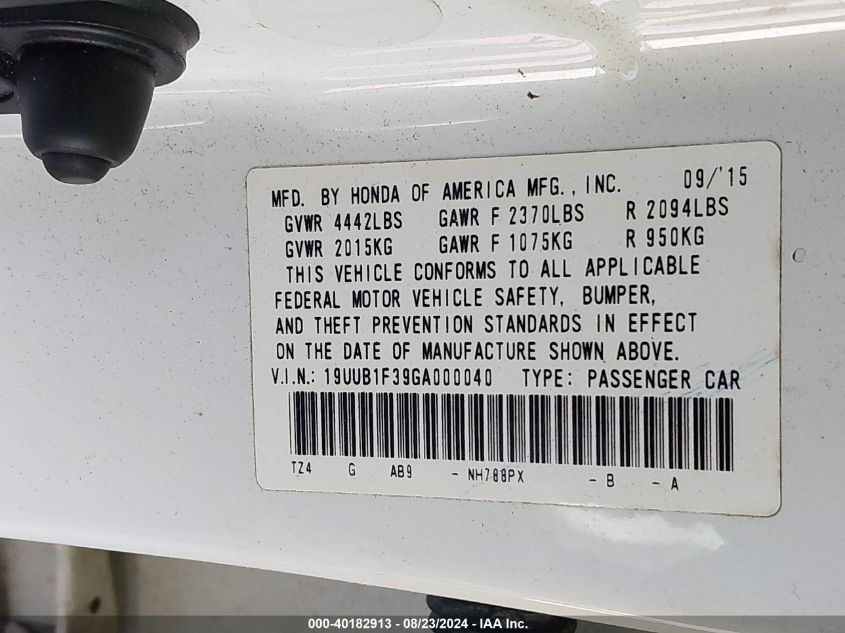 MFD. BY HONDA OF AMERICA MFG., INC. 09/'15
GVWR 4442LBS GAWR F 2370LBS R 2094LBS
GVWR 2015KG GAWR F 1075KG R 950KG
THIS VEHICLE CONFORMS TO ALL APPLICABLE
FEDERAL MOTOR VEHICLE SAFETY, BUMPER,
AND THEFT PREVENTION STANDARDS IN EFFECT
ON THE DATE OF MANUFACTURE SHOWN ABOVE.
V.I.N.: 19UUB1F39GA000040 TYPE: PASSENGER CAR
TZ4 G AB9 - NH788PX - B - A
000-40182913 - 08/23/2024 - IAA Inc.